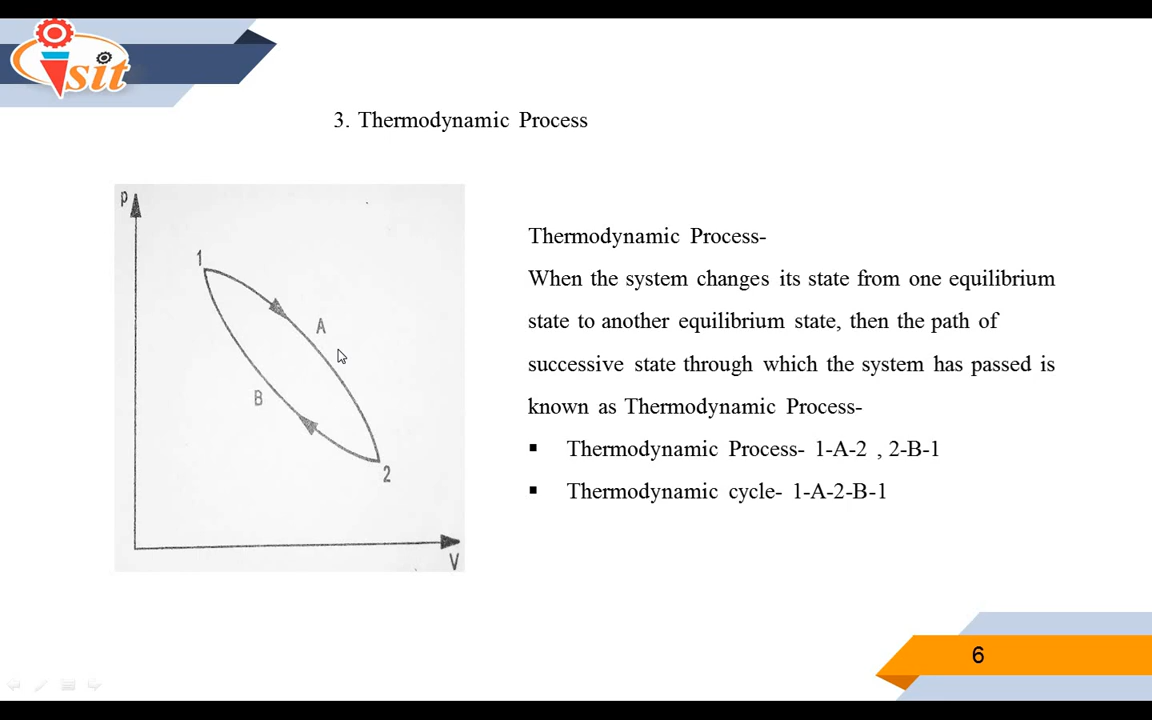 sit
3. Thermodynamic Process
P
1
A
B
2
V
Thermodynamic Process-
When the system changes its state from one equilibrium
state to another equilibrium state, then the path of
successive state through which the system has passed is
known as Thermodynamic Process-
▪ Thermodynamic Process- 1-A-2 , 2-B-1
▪ Thermodynamic cycle- 1-A-2-B-1
6